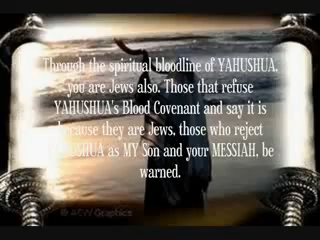 Through the spiritual bloodline of YAHUSHUA,
you are Jews also. Those that refuse
YAHUSHUA's Blood Covenant and say it is
because they are Jews, those who reject
YAHUSHUA as MY Son and your MESSIAH, be
warned.
Graphics